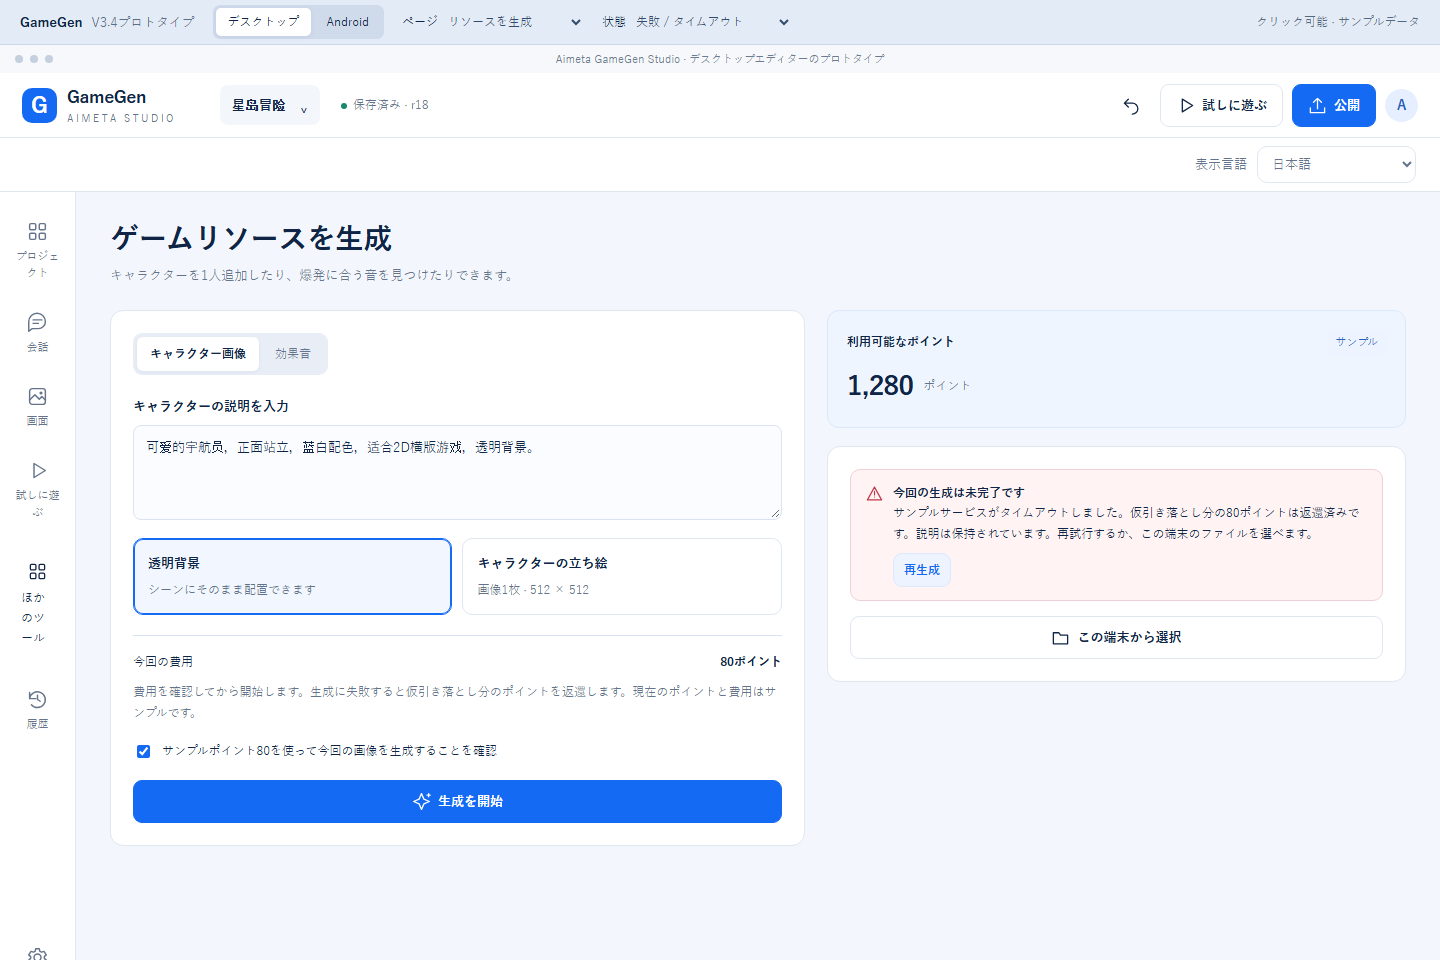 GameGen V3.4プロトタイプ デスクトップ Android ページ リソースを生成 状態 失敗 / タイムアウト クリック可能 · サンプルデータ
Aimeta GameGen Studio · デスクトップエディターのプロトタイプ
G GameGen
AIMETA STUDIO
星岛冒险
保存済み · r18
試しに遊ぶ
公開
A
表示言語 日本語
プロジェ
クト
会話
画面
試しに遊
ぶ
ほか
のツ
ール
履歴
ゲームリソースを生成
キャラクターを1人追加したり、爆発に合う音を見つけたりできます。
キャラクター画像 効果音
キャラクターの説明を入力
可爱的宇航员，正面站立，蓝白配色，适合2D横版游戏，透明背景。
透明背景
シーンにそのまま配置できます
キャラクターの立ち絵
画像1枚 · 512 × 512
今回の費用 80ポイント
費用を確認してから開始します。生成に失敗すると仮引き落とし分のポイントを返還します。現在のポイントと費用はサ
ンプルです。
サンプルポイント80を使って今回の画像を生成することを確認
生成を開始
利用可能なポイント サンプル
1,280 ポイント
今回の生成は未完了です
サンプルサービスがタイムアウトしました。仮引き落とし分の80ポイントは返還済みで
す。説明は保持されています。再試行するか、この端末のファイルを選べます。
再生成
この端末から選択